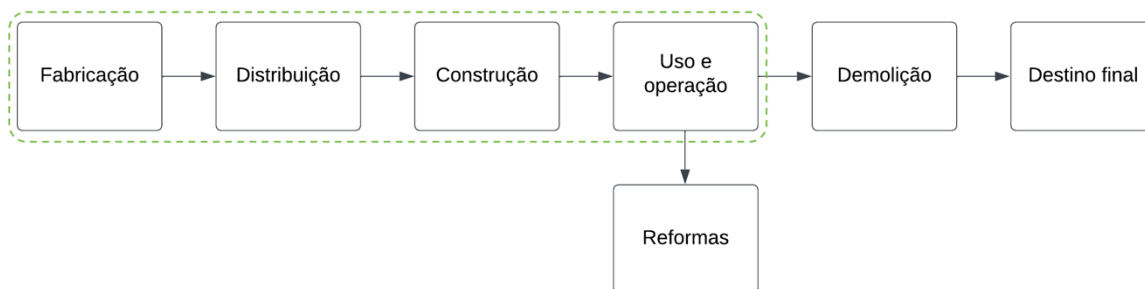 Fabricação
Distribuição
Construção
Uso e
operação
Demolição
Destino final
Reformas